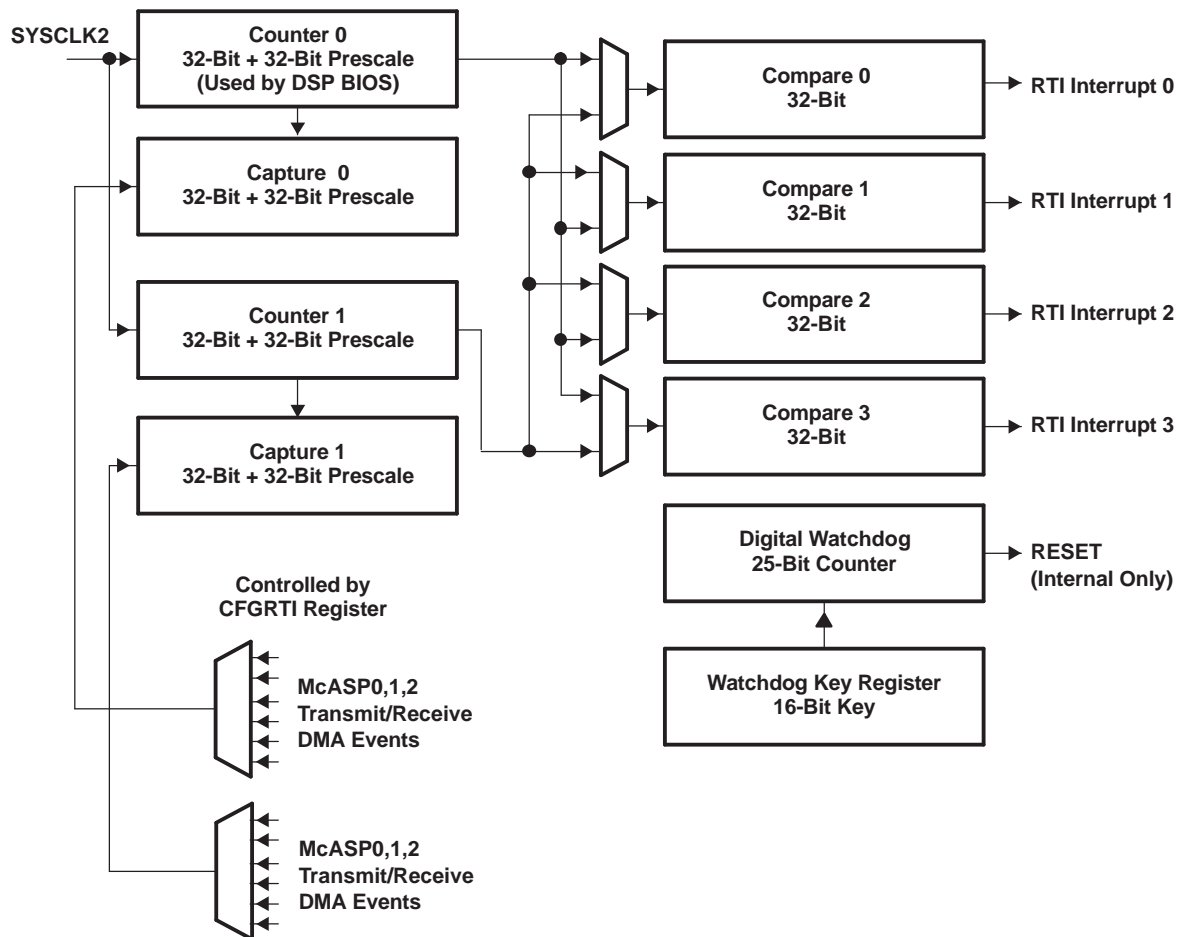 SYSCLK2
Counter 0
32-Bit + 32-Bit Prescale
(Used by DSP BIOS)
Capture 0
32-Bit + 32-Bit Prescale
Counter 1
32-Bit + 32-Bit Prescale
Capture 1
32-Bit + 32-Bit Prescale
Compare 0
32-Bit
RTI Interrupt 0
Compare 1
32-Bit
RTI Interrupt 1
Compare 2
32-Bit
RTI Interrupt 2
Compare 3
32-Bit
RTI Interrupt 3
Digital Watchdog
25-Bit Counter
RESET
(Internal Only)
Watchdog Key Register
16-Bit Key
Controlled by
CFGRTI Register
McASP0,1,2
Transmit/Receive
DMA Events
McASP0,1,2
Transmit/Receive
DMA Events